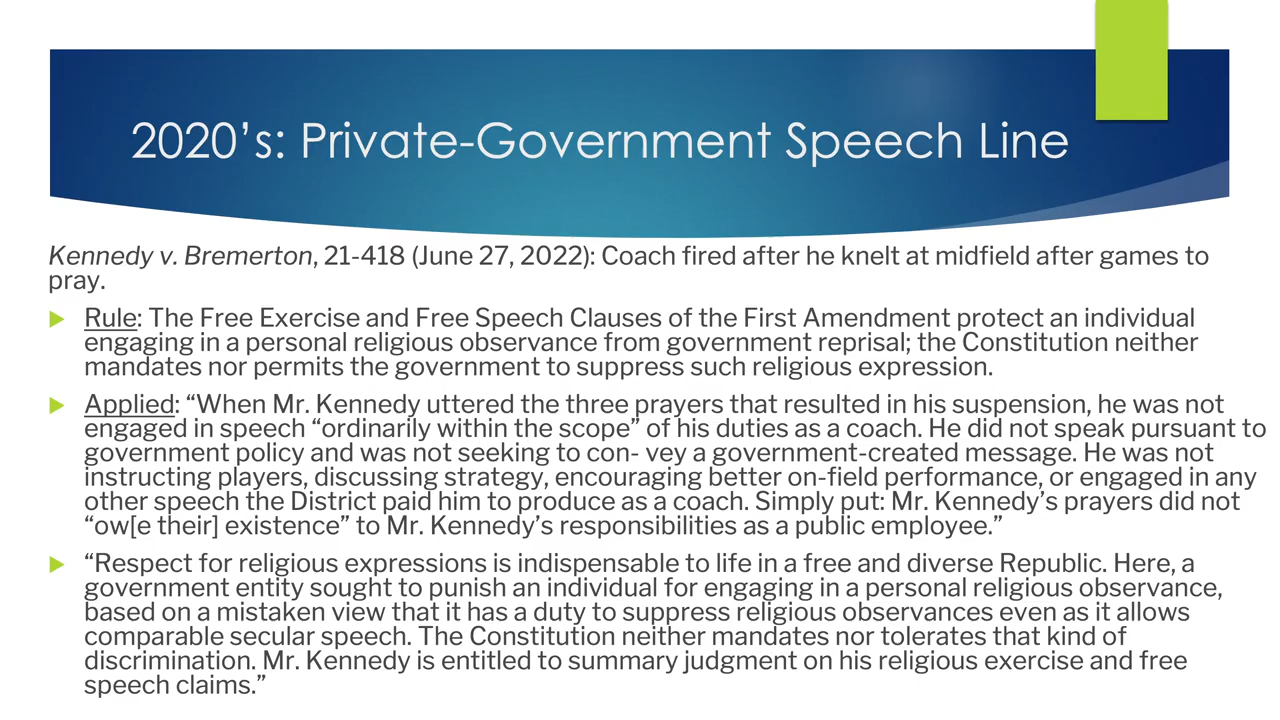 2020’s: Private-Government Speech Line
Kennedy v. Bremerton, 21-418 (June 27, 2022): Coach fired after he knelt at midfield after games to
pray.
Rule: The Free Exercise and Free Speech Clauses of the First Amendment protect an individual
engaging in a personal religious observance from government reprisal; the Constitution neither
mandates nor permits the government to suppress such religious expression.
Applied: “When Mr. Kennedy uttered the three prayers that resulted in his suspension, he was not
engaged in speech “ordinarily within the scope” of his duties as a coach. He did not speak pursuant to
government policy and was not seeking to con- vey a government-created message. He was not
instructing players, discussing strategy, encouraging better on-field performance, or engaged in any
other speech the District paid him to produce as a coach. Simply put: Mr. Kennedy’s prayers did not
“ow[e their] existence” to Mr. Kennedy’s responsibilities as a public employee.”
“Respect for religious expressions is indispensable to life in a free and diverse Republic. Here, a
government entity sought to punish an individual for engaging in a personal religious observance,
based on a mistaken view that it has a duty to suppress religious observances even as it allows
comparable secular speech. The Constitution neither mandates nor tolerates that kind of
discrimination. Mr. Kennedy is entitled to summary judgment on his religious exercise and free
speech claims.”